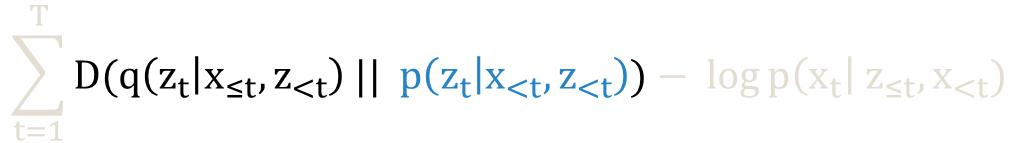 T
∑ D(q(z_t|x_≤t, z_<t) || p(z_t|x_<t, z_<t)) − log p(x_t| z_≤t, x_<t)
t=1